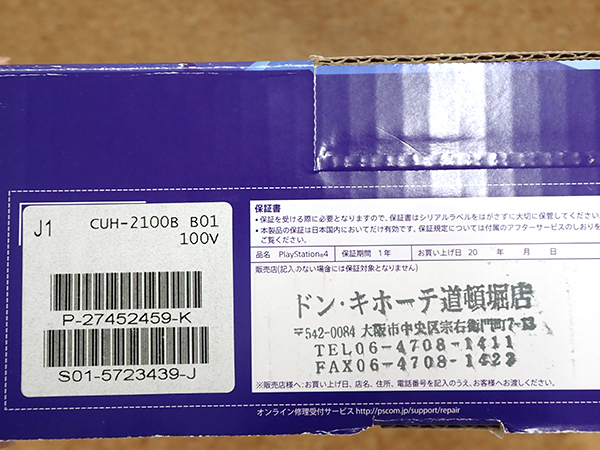 J1 CUH-2100B B01
100V
P-27452459-K
S01-5723439-J
保証書
・保証を受ける際に必要となりますので、保証書はシリアルラベルをはがさずに大切に保管してください。
・本製品の保証は日本国内においてだけ有効です。保証規定については付属のアフターサービスのしおりを
ご覧ください。
品名 PlayStation®4 保証期間 1年 お買い上げ日 20 年 月 日
販売店(記入のない場合には保証対象となりません)
ドン・キホーテ道頓堀店
〒542-0084 大阪市中央区宗右衛門町7-13
TEL06-4708-1411
FAX06-4708-1423
※販売店様へ:お買い上げ日、店名、住所、電話番号を記入のうえ、お客様へお渡しください。
オンライン修理受付サービス http://pscom.jp/support/repair